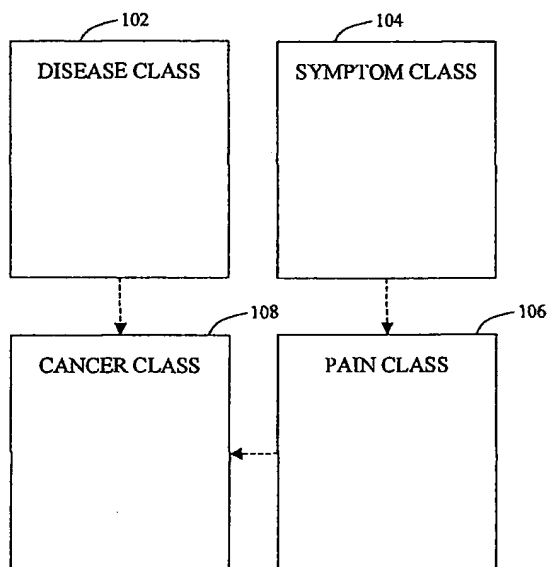 102
104
DISEASE CLASS
SYMPTOM CLASS
108
106
CANCER CLASS
PAIN CLASS